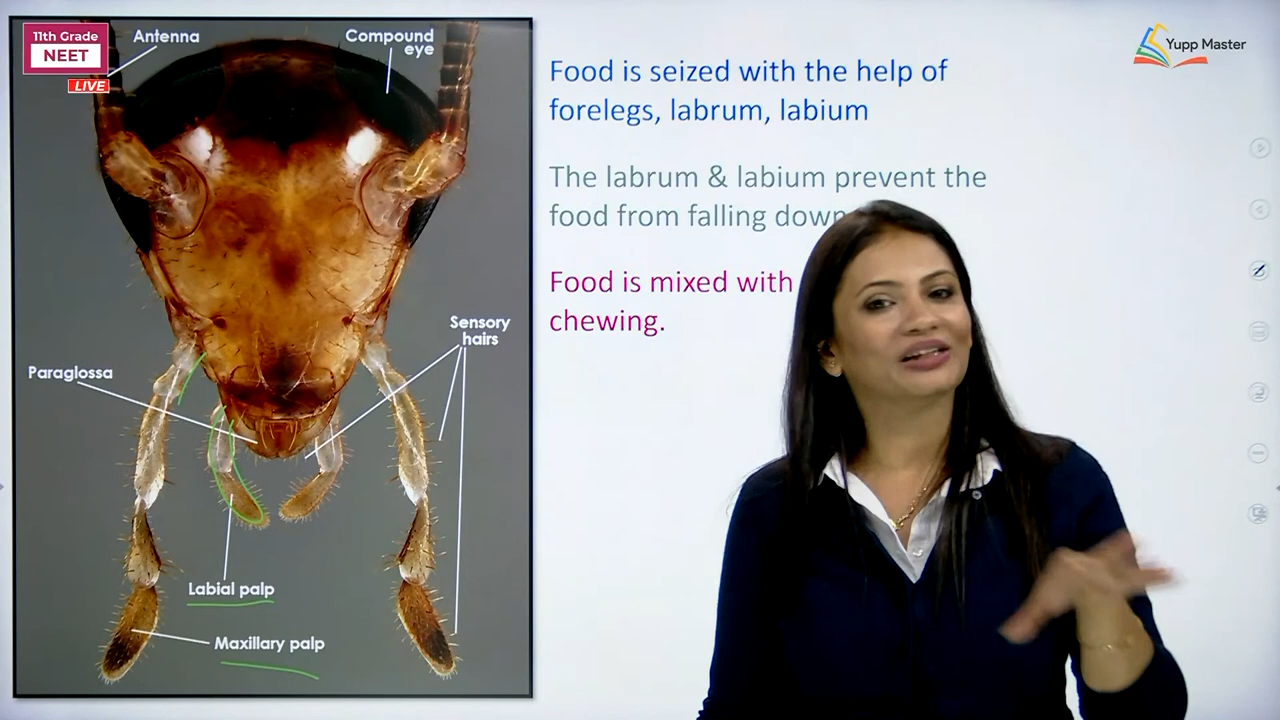 11th Grade
NEET
LIVE
Antenna
Compound
eye
Yupp Master
Food is seized with the help of
forelegs, labrum, labium
The labrum & labium prevent the
food from falling down
Food is mixed with
chewing.
Sensory
hairs
Paraglossa
Labial palp
Maxillary palp